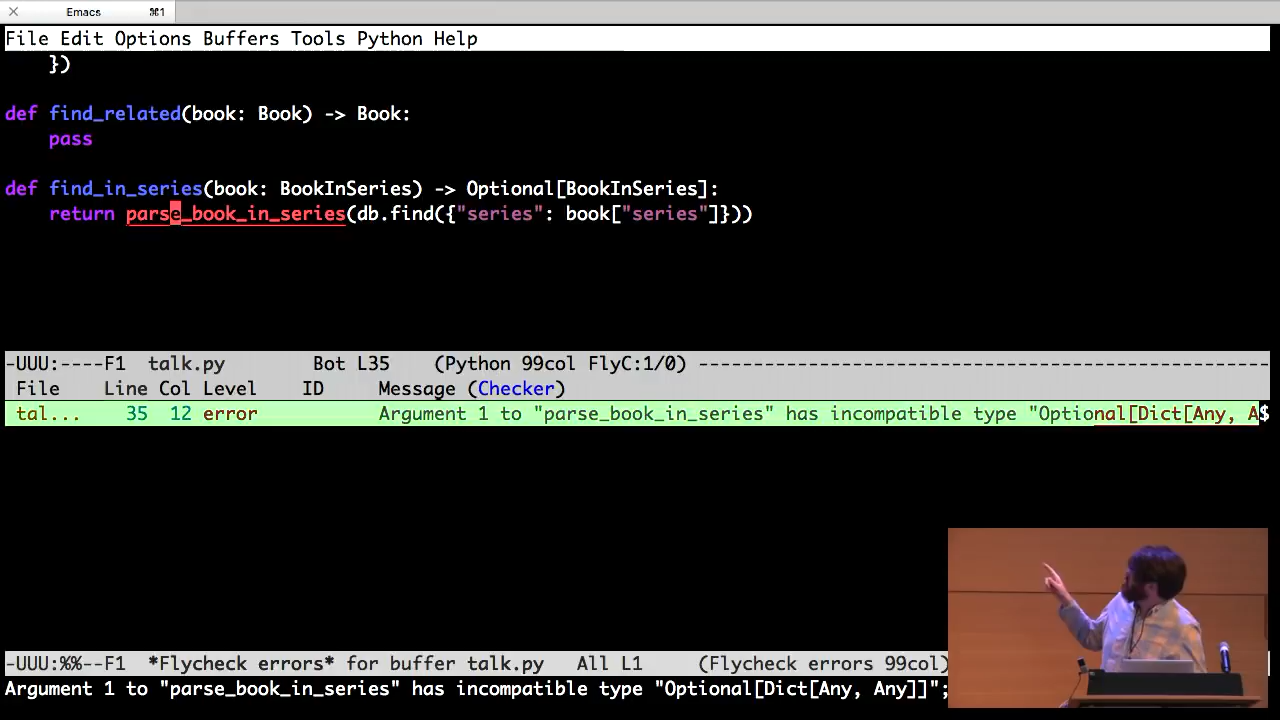 Emacs ⌘1
File Edit Options Buffers Tools Python Help
})
def find_related(book: Book) -> Book:
pass
def find_in_series(book: BookInSeries) -> Optional[BookInSeries]:
return parse_book_in_series(db.find({"series": book["series"]}))
-UUU:----F1 talk.py Bot L35 (Python 99col FlyC:1/0) --------------------------------------------------------
File Line Col Level ID Message (Checker)
tal... 35 12 error Argument 1 to "parse_book_in_series" has incompatible type "Optional[Dict[Any, A$
-UUU:%%--F1 *Flycheck errors* for buffer talk.py All L1 (Flycheck errors 99col)
Argument 1 to "parse_book_in_series" has incompatible type "Optional[Dict[Any, Any]]";